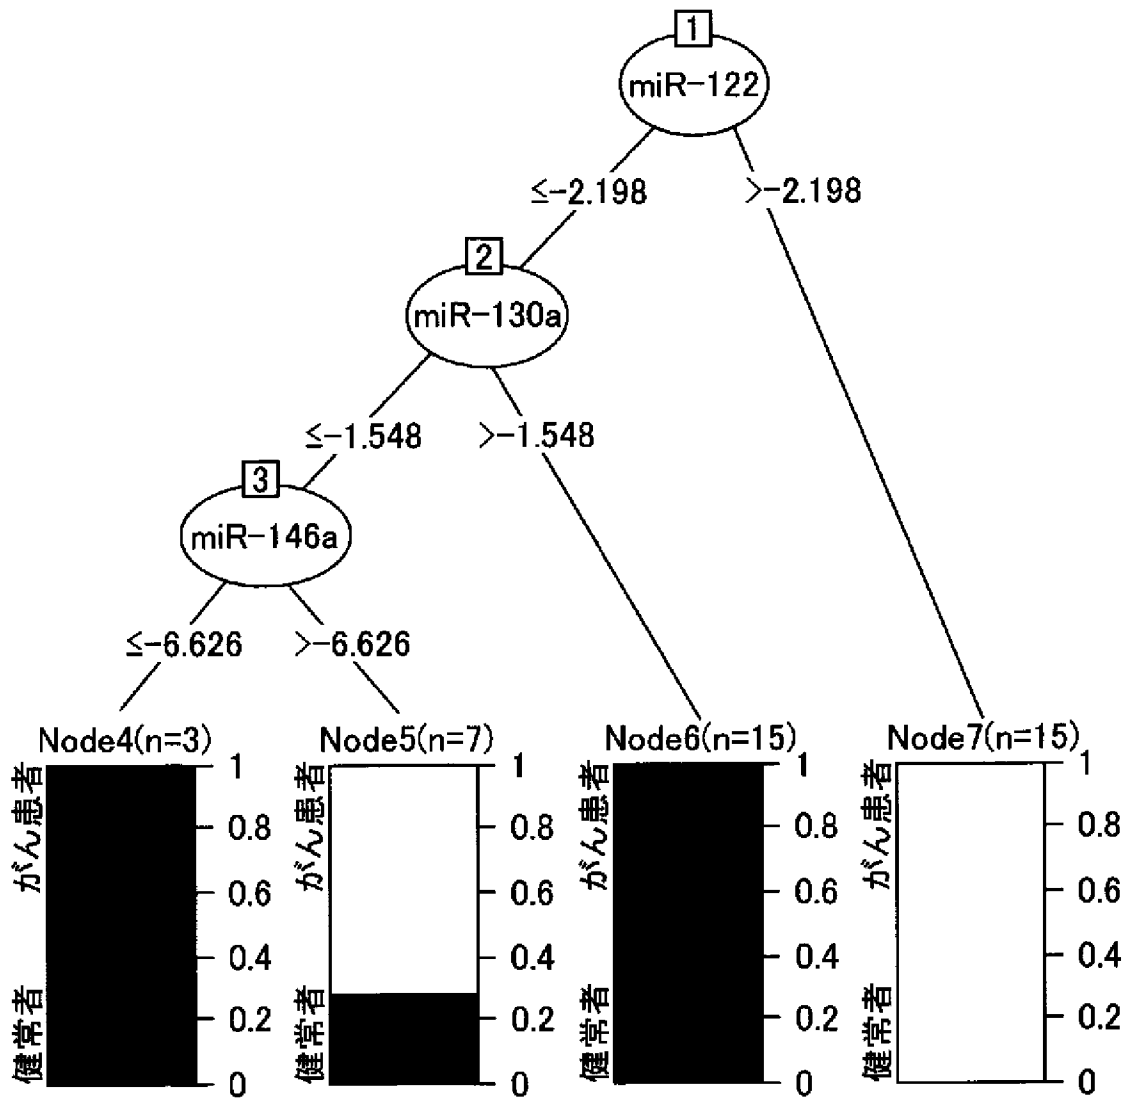 1
miR-122
≤-2.198
>-2.198
2
miR-130a
≤-1.548
>-1.548
3
miR-146a
≤-6.626
>-6.626
Node4(n=3)
がん患者
健常者
1
0.8
0.6
0.4
0.2
0
Node5(n=7)
がん患者
健常者
1
0.8
0.6
0.4
0.2
0
Node6(n=15)
がん患者
健常者
1
0.8
0.6
0.4
0.2
0
Node7(n=15)
がん患者
健常者
1
0.8
0.6
0.4
0.2
0